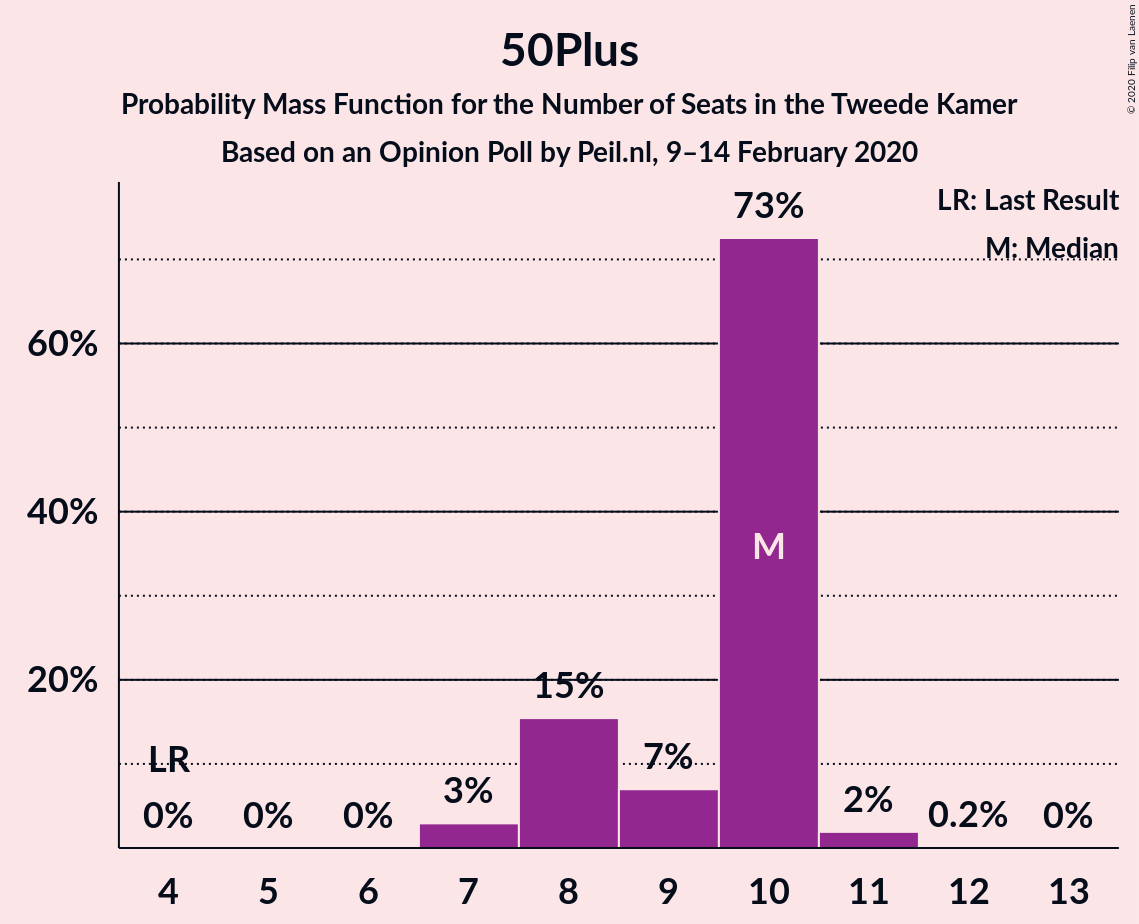 50Plus
Probability Mass Function for the Number of Seats in the Tweede Kamer
Based on an Opinion Poll by Peil.nl, 9–14 February 2020
© 2020 Filip van Laenen
LR: Last Result
M: Median
60%
40%
20%
LR
0%
0%
0%
3%
15%
7%
73%
M
2%
0.2%
0%
4 5 6 7 8 9 10 11 12 13